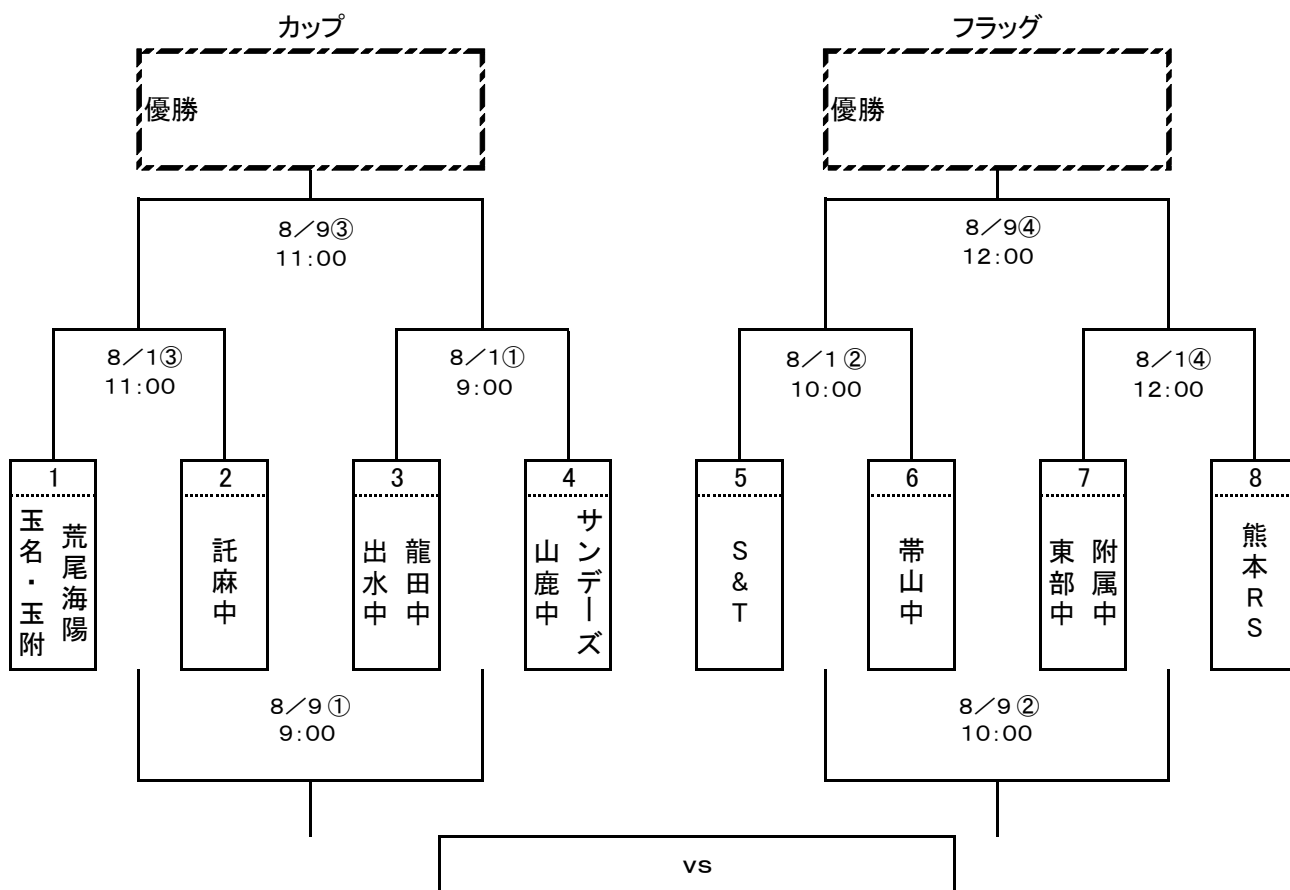 カップ
フラッグ
優勝
優勝
8／9③
11:00
8／9④
12:00
8／1③
11:00
8／1①
9:00
8／1②
10:00
8／1④
12:00
1
2
3
4
5
6
7
8
荒尾海陽
玉名・玉附
託麻中
龍田中
出水中
サンデーズ
山鹿中
S&T
帯山中
附属中
東部中
熊本RS
8／9①
9:00
8／9②
10:00
vs